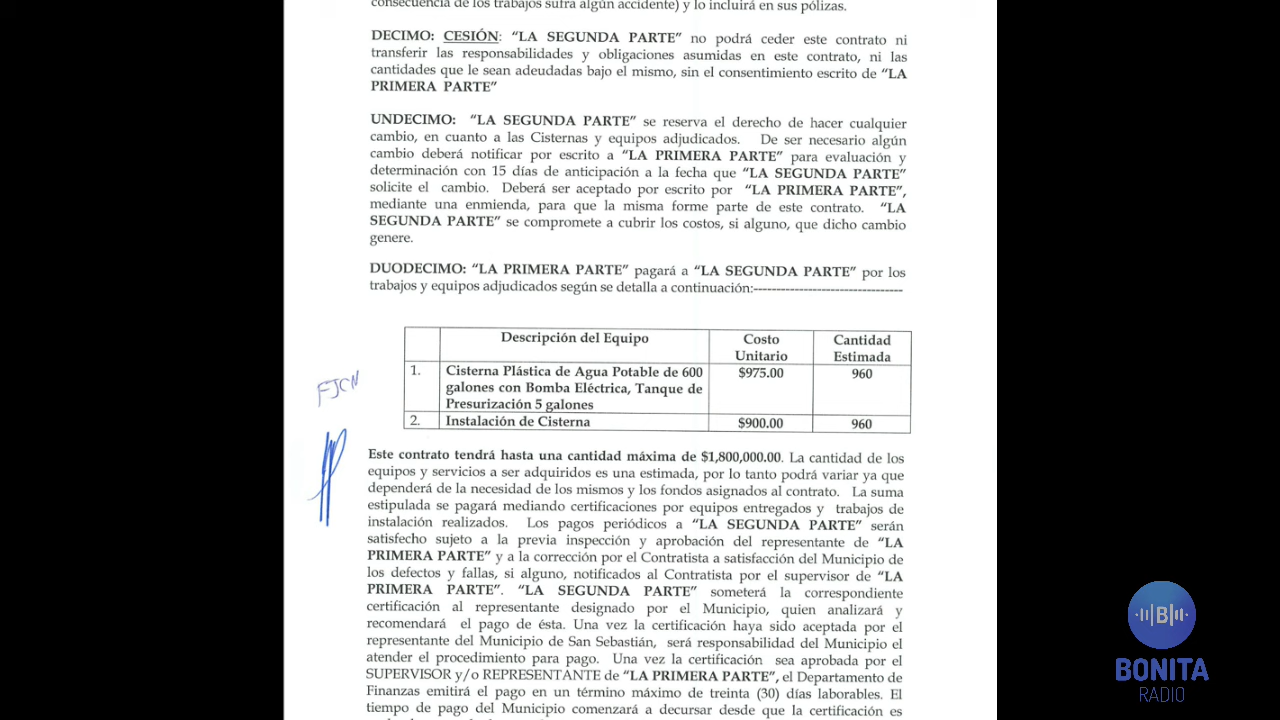 consecuencia de los trabajos sufra algún accidente) y lo incluirá en sus pólizas.
DECIMO: CESIÓN: “LA SEGUNDA PARTE” no podrá ceder este contrato ni
transferir las responsabilidades y obligaciones asumidas en este contrato, ni las
cantidades que le sean adeudadas bajo el mismo, sin el consentimiento escrito de “LA
PRIMERA PARTE”
UNDECIMO: “LA SEGUNDA PARTE” se reserva el derecho de hacer cualquier
cambio, en cuanto a las Cisternas y equipos adjudicados. De ser necesario algún
cambio deberá notificar por escrito a “LA PRIMERA PARTE” para evaluación y
determinación con 15 días de anticipación a la fecha que “LA SEGUNDA PARTE”
solicite el cambio. Deberá ser aceptado por escrito por “LA PRIMERA PARTE”,
mediante una enmienda, para que la misma forme parte de este contrato. “LA
SEGUNDA PARTE” se compromete a cubrir los costos, si alguno, que dicho cambio
genere.
DUODECIMO: “LA PRIMERA PARTE” pagará a “LA SEGUNDA PARTE” por los
trabajos y equipos adjudicados según se detalla a continuación:--------------------------------
Descripción del Equipo
Costo
Unitario
Cantidad
Estimada
1.
Cisterna Plástica de Agua Potable de 600
galones con Bomba Eléctrica, Tanque de
Presurización 5 galones
$975.00
960
2.
Instalación de Cisterna
$900.00
960
FJCN
Este contrato tendrá hasta una cantidad máxima de $1,800,000.00. La cantidad de los
equipos y servicios a ser adquiridos es una estimada, por lo tanto podrá variar ya que
dependerá de la necesidad de los mismos y los fondos asignados al contrato. La suma
estipulada se pagará mediando certificaciones por equipos entregados y trabajos de
instalación realizados. Los pagos periódicos a “LA SEGUNDA PARTE” serán
satisfecho sujeto a la previa inspección y aprobación del representante de “LA
PRIMERA PARTE” y a la corrección por el Contratista a satisfacción del Municipio de
los defectos y fallas, si alguno, notificados al Contratista por el supervisor de “LA
PRIMERA PARTE”. “LA SEGUNDA PARTE” someterá la correspondiente
certificación al representante designado por el Municipio, quien analizará y
recomendará el pago de ésta. Una vez la certificación haya sido aceptada por el
representante del Municipio de San Sebastián, será responsabilidad del Municipio el
atender el procedimiento para pago. Una vez la certificación sea aprobada por el
SUPERVISOR y/o REPRESENTANTE de “LA PRIMERA PARTE”, el Departamento de
Finanzas emitirá el pago en un término máximo de treinta (30) días laborables. El
tiempo de pago del Municipio comenzará a decursar desde que la certificación es
B
BONITA
RADIO